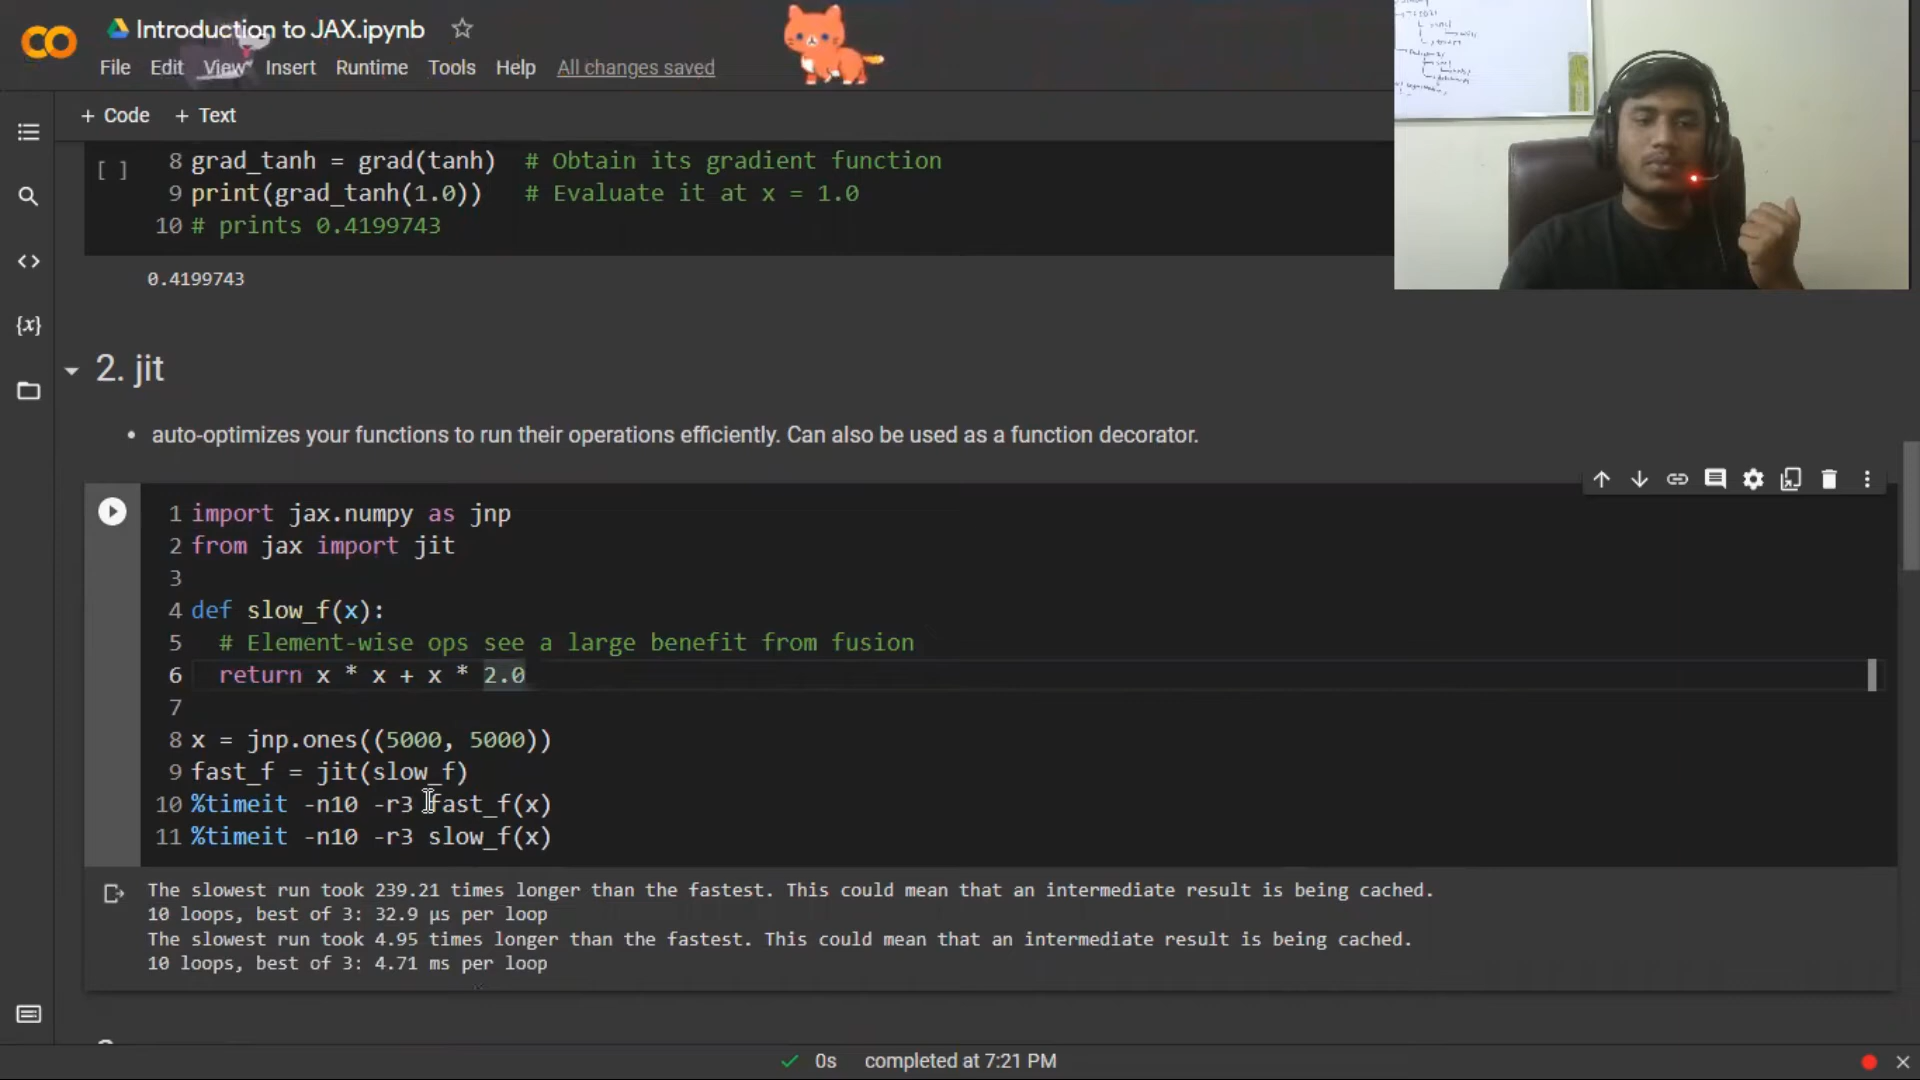 Introduction to JAX.ipynb
File Edit View Insert Runtime Tools Help All changes saved
+ Code + Text
[ ]
8 grad_tanh = grad(tanh)  # Obtain its gradient function
9 print(grad_tanh(1.0))   # Evaluate it at x = 1.0
10 # prints 0.4199743
0.4199743
2. jit
• auto-optimizes your functions to run their operations efficiently. Can also be used as a function decorator.
1 import jax.numpy as jnp
2 from jax import jit
3
4 def slow_f(x):
5   # Element-wise ops see a large benefit from fusion
6   return x * x + x * 2.0
7
8 x = jnp.ones((5000, 5000))
9 fast_f = jit(slow_f)
10 %timeit -n10 -r3 fast_f(x)
11 %timeit -n10 -r3 slow_f(x)
The slowest run took 239.21 times longer than the fastest. This could mean that an intermediate result is being cached.
10 loops, best of 3: 32.9 µs per loop
The slowest run took 4.95 times longer than the fastest. This could mean that an intermediate result is being cached.
10 loops, best of 3: 4.71 ms per loop
0s completed at 7:21 PM